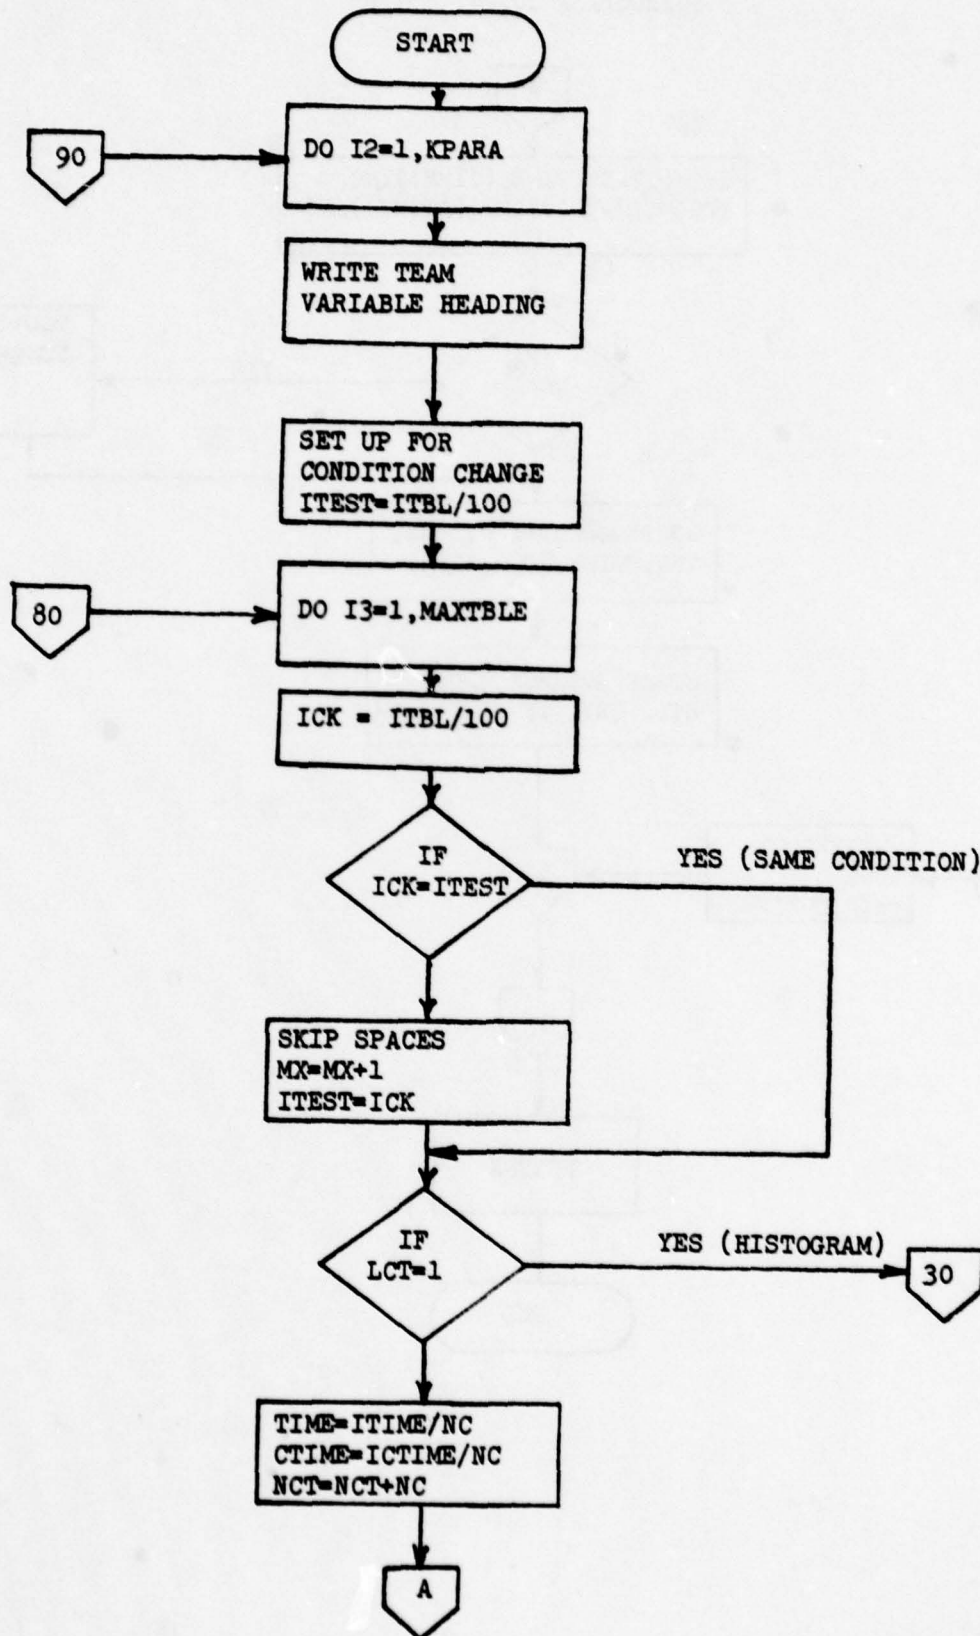 START
90
DO I2=1,KPARA
WRITE TEAM
VARIABLE HEADING
SET UP FOR
CONDITION CHANGE
ITEST=ITBL/100
80
DO I3=1,MAXTBLE
ICK = ITBL/100
IF
ICK=ITEST
YES (SAME CONDITION)
SKIP SPACES
MX=MX+1
ITEST=ICK
IF
LCT=1
YES (HISTOGRAM)
30
TIME=ITIME/NC
CTIME=ICTIME/NC
NCT=NCT+NC
A